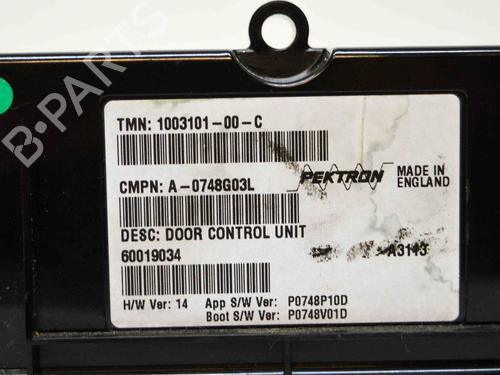 B-PARTS
TMN: 1003101-00-C
CMPN: A-0748G03L
PEKTRON
MADE IN
ENGLAND
DESC: DOOR CONTROL UNIT
60019034
A3113
H/W Ver: 14 App S/W Ver: P0748P10D
Boot S/W Ver: P0748V01D